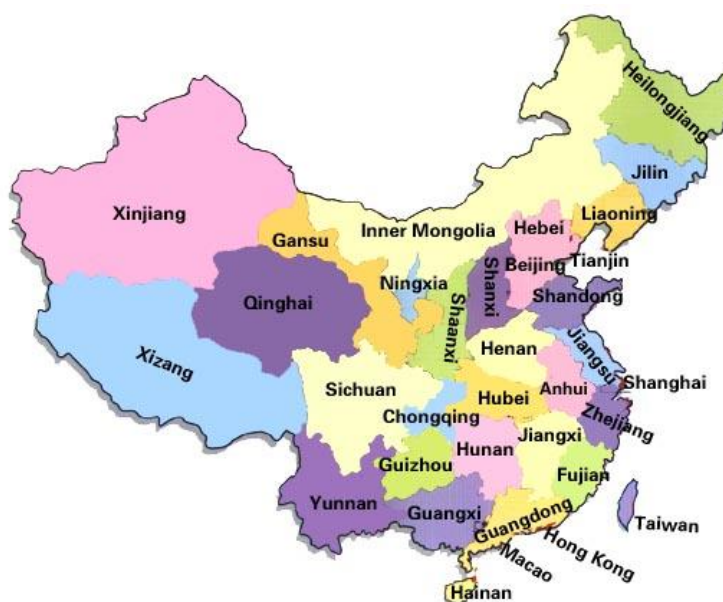 Heilongjiang
Jilin
Liaoning
Xinjiang
Gansu
Inner Mongolia
Hebei
Beijing
Tianjin
Ningxia
Shanxi
Shaanxi
Shandong
Qinghai
Xizang
Henan
Jiangsu
Shanghai
Sichuan
Hubei
Anhui
Chongqing
Zhejiang
Jiangxi
Hunan
Guizhou
Fujian
Yunnan
Guangxi
Guangdong
Taiwan
Hong Kong
Macao
Hainan